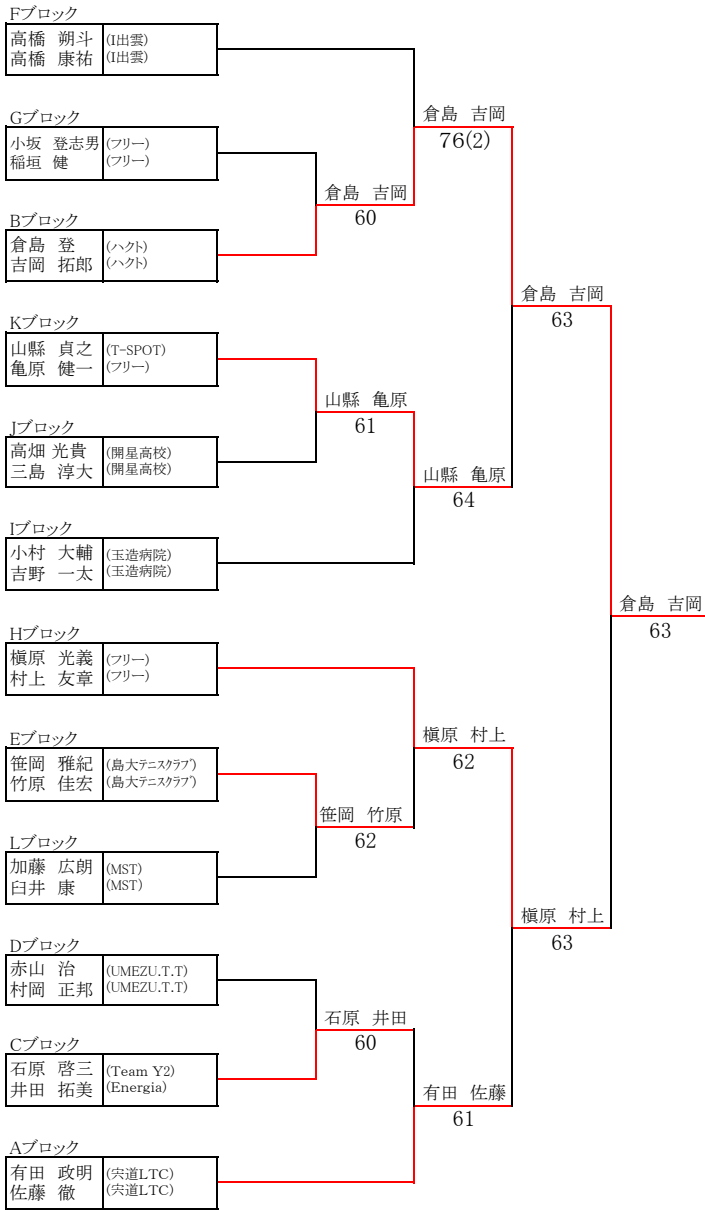 Fブロック
高橋　朔斗 (I出雲)
高橋　康祐 (I出雲)
Gブロック
小坂　登志男 (フリー)
稲垣　健 (フリー)
Bブロック
倉島　登 (ハクト)
吉岡　拓郎 (ハクト)
Kブロック
山縣　貞之 (T-SPOT)
亀原　健一 (フリー)
Jブロック
高畑 光貴 (開星高校)
三島　淳大 (開星高校)
Iブロック
小村　大輔 (玉造病院)
吉野　一太 (玉造病院)
Hブロック
槇原　光義 (フリー)
村上　友章 (フリー)
Eブロック
笹岡　雅紀 (島大テニスクラブ)
竹原　佳宏 (島大テニスクラブ)
Lブロック
加藤　広朗 (MST)
臼井　康 (MST)
Dブロック
赤山　治 (UMEZU.T.T)
村岡　正邦 (UMEZU.T.T)
Cブロック
石原　啓三 (Team Y2)
井田　拓美 (Energia)
Aブロック
有田　政明 (宍道LTC)
佐藤　徹 (宍道LTC)
倉島　吉岡
60
山縣　亀原
61
笹岡　竹原
62
石原　井田
60
倉島　吉岡
76(2)
山縣　亀原
64
槇原　村上
62
有田　佐藤
61
倉島　吉岡
63
槇原　村上
63
倉島　吉岡
63